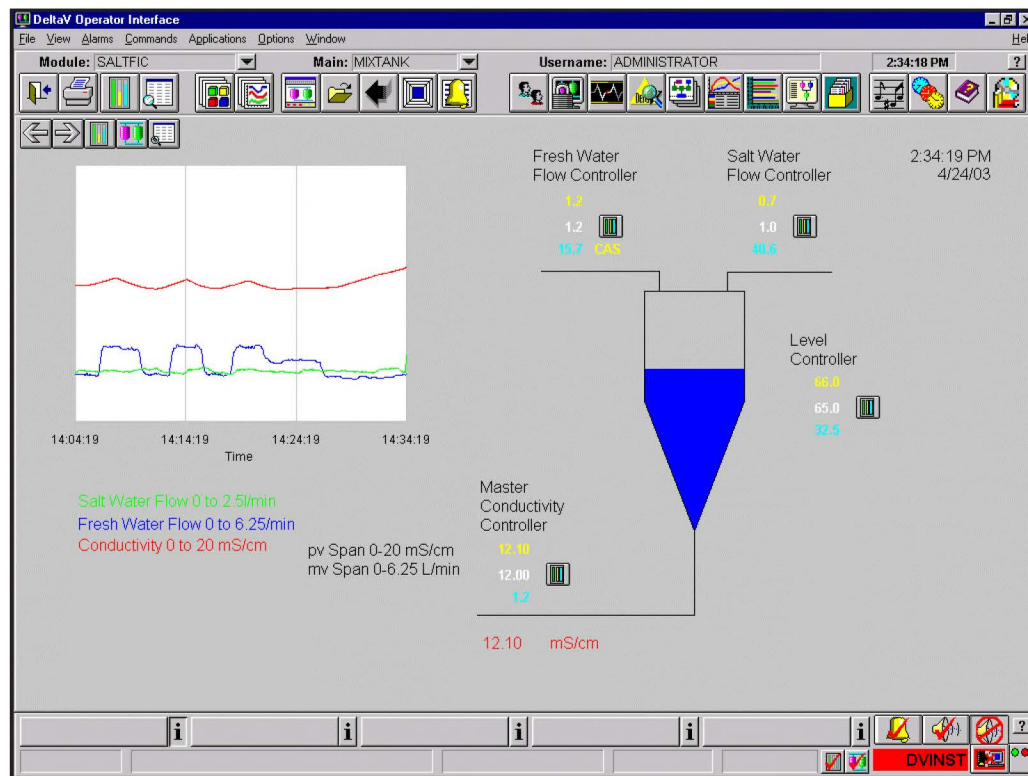 DeltaV Operator Interface
File View Alarms Commands Applications Options Window Hel
Module: SALTFIC Main: MIXTANK Username: ADMINISTRATOR 2:34:18 PM ?
Fresh Water
Flow Controller
1.2
1.2
15.7 CAS
Salt Water
Flow Controller
0.7
1.0
40.6
2:34:19 PM
4/24/03
Level
Controller
66.0
65.0
32.5
14:04:19 14:14:19 14:24:19 14:34:19
Time
Salt Water Flow 0 to 2.5l/min
Fresh Water Flow 0 to 6.25/min
Conductivity 0 to 20 mS/cm
pv Span 0-20 mS/cm
mv Span 0-6.25 L/min
Master
Conductivity
Controller
12.10
12.00
1.2
12.10 mS/cm
i i i i i ?
DVINST